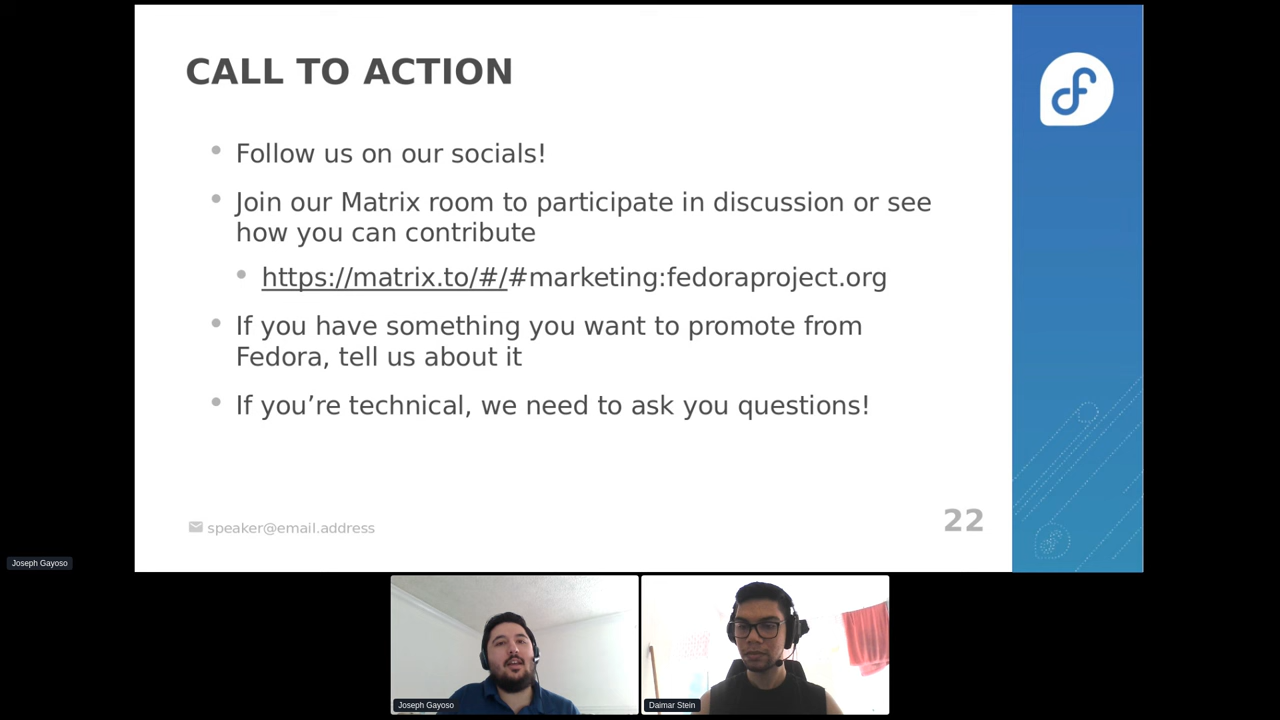 CALL TO ACTION
Follow us on our socials!
Join our Matrix room to participate in discussion or see
how you can contribute
https://matrix.to/#/#marketing:fedoraproject.org
If you have something you want to promote from
Fedora, tell us about it
If you’re technical, we need to ask you questions!
speaker@email.address
22
Joseph Gayoso
Joseph Gayoso
Daimar Stein